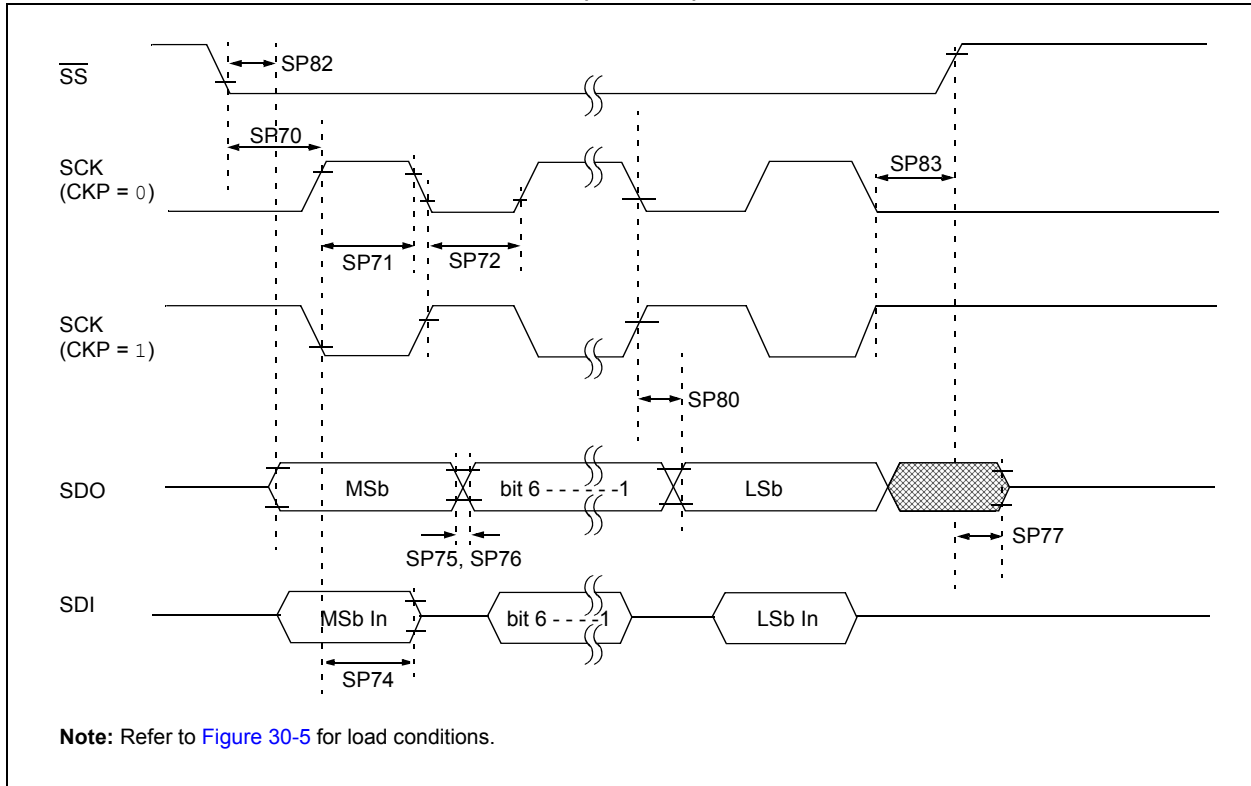 SS
SP82
SP70
SCK
(CKP = 0)
SP83
SP71
SP72
SCK
(CKP = 1)
SP80
SDO
MSb
bit 6 - - - - - -1
LSb
SP77
SP75, SP76
SDI
MSb In
bit 6 - - - -1
LSb In
SP74
Note: Refer to Figure 30-5 for load conditions.